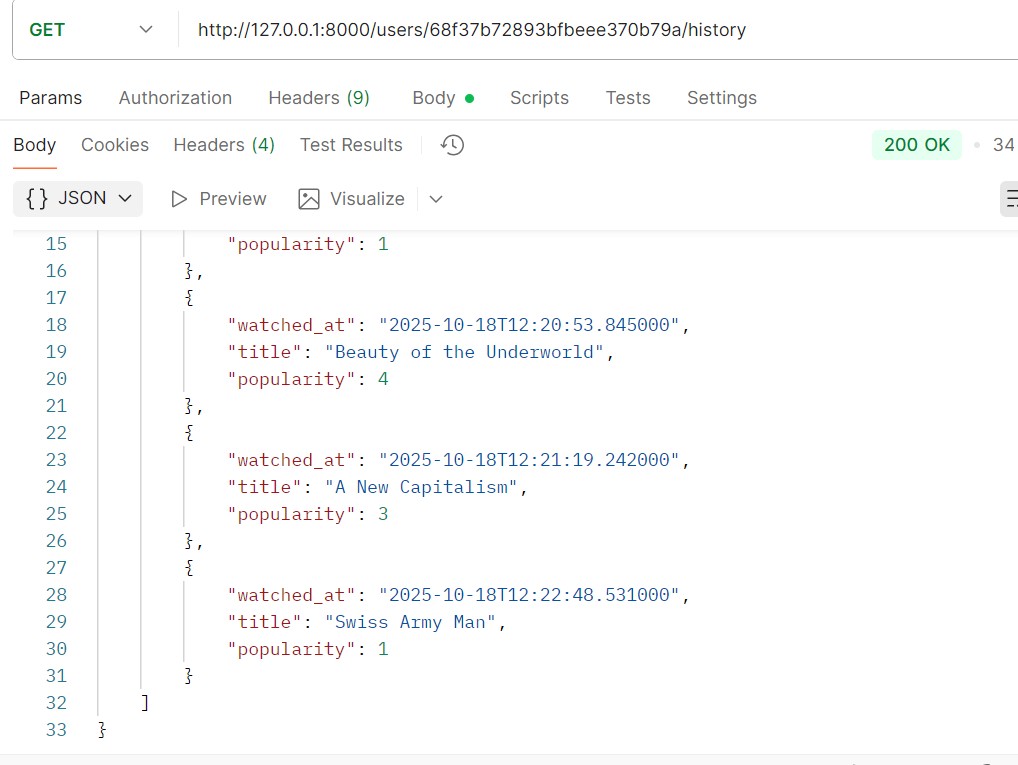 GET http://127.0.0.1:8000/users/68f37b72893bfbeee370b79a/history
Params Authorization Headers (9) Body Scripts Tests Settings
Body Cookies Headers (4) Test Results 200 OK 34
{} JSON Preview Visualize
15 "popularity": 1
16 },
17 {
18 "watched_at": "2025-10-18T12:20:53.845000",
19 "title": "Beauty of the Underworld",
20 "popularity": 4
21 },
22 {
23 "watched_at": "2025-10-18T12:21:19.242000",
24 "title": "A New Capitalism",
25 "popularity": 3
26 },
27 {
28 "watched_at": "2025-10-18T12:22:48.531000",
29 "title": "Swiss Army Man",
30 "popularity": 1
31 }
32 ]
33 }